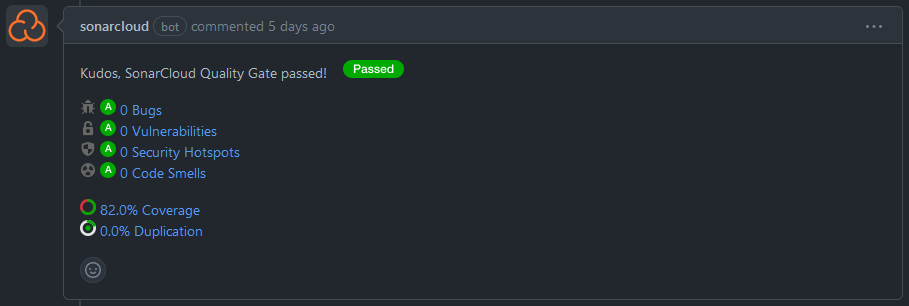 sonarcloud bot commented 5 days ago ...
Kudos, SonarCloud Quality Gate passed! Passed
A 0 Bugs
A 0 Vulnerabilities
A 0 Security Hotspots
A 0 Code Smells
82.0% Coverage
0.0% Duplication